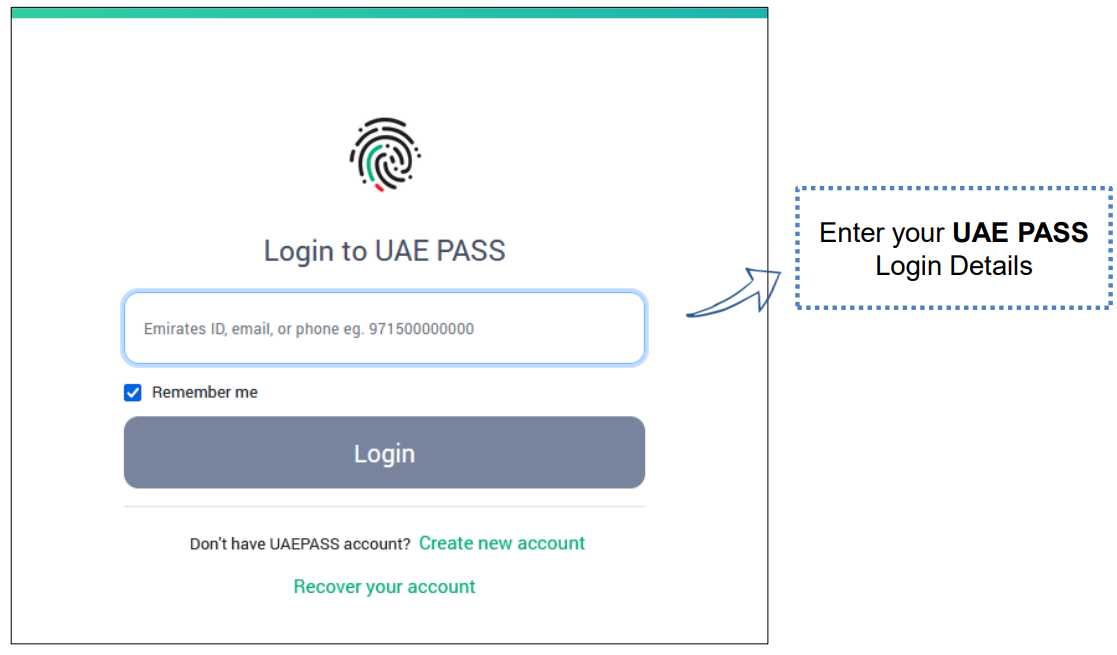 Login to UAE PASS
Emirates ID, email, or phone eg. 971500000000
Remember me
Login
Don't have UAEPASS account? Create new account
Recover your account
Enter your UAE PASS
Login Details